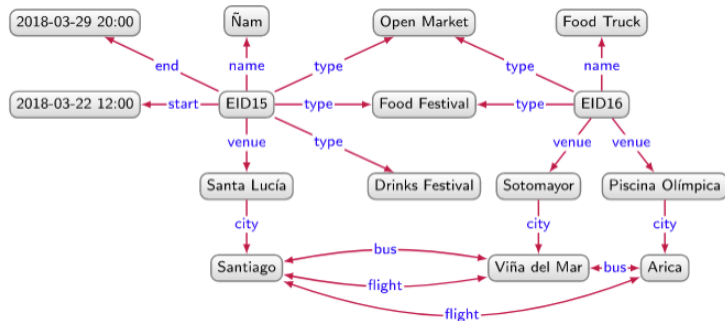 2018-03-29 20:00 Ñam Open Market Food Truck
end name type type name
2018-03-22 12:00 start EID15 type Food Festival type EID16
venue type venue venue
Santa Lucía Drinks Festival Sotomayor Piscina Olímpica
city city city
bus
Santiago Viña del Mar bus Arica
flight
flight